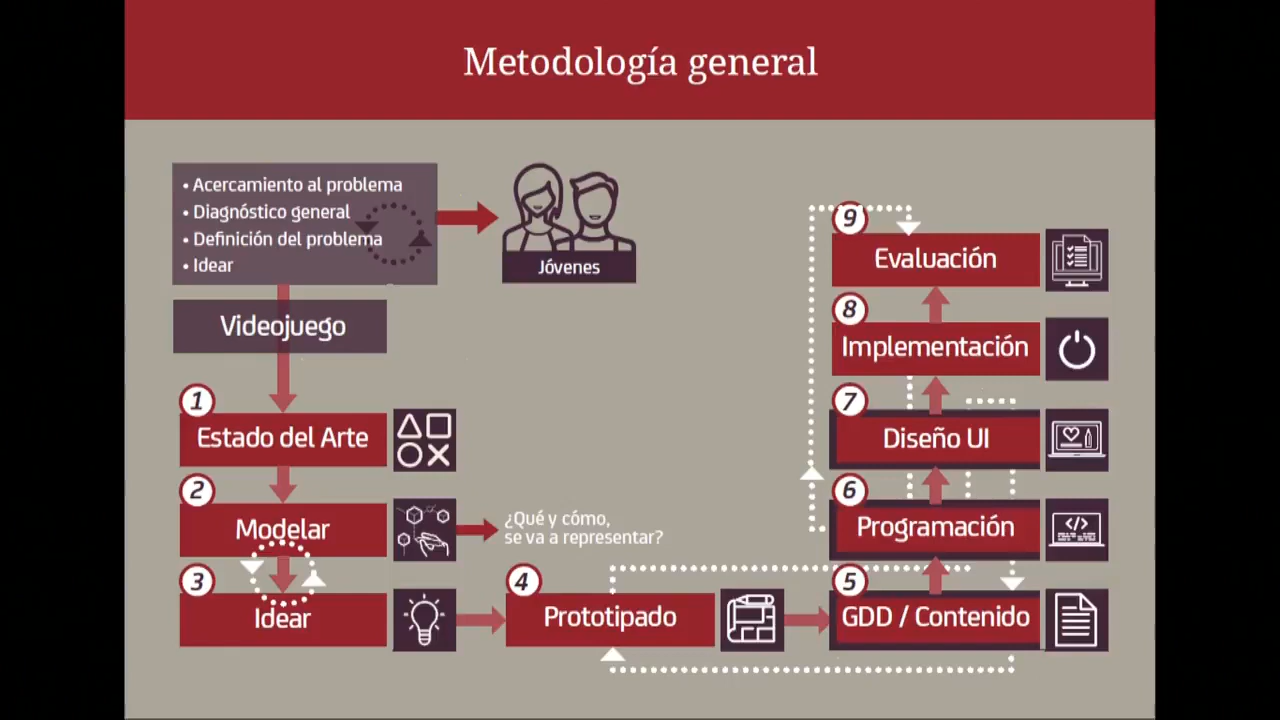 Metodología general
• Acercamiento al problema
• Diagnóstico general
• Definición del problema
• Idear
Jóvenes
Videojuego
1
Estado del Arte
2
Modelar
¿Qué y cómo,
se va a representar?
3
Idear
4
Prototipado
5
GDD / Contenido
6
Programación
</>
7
Diseño UI
8
Implementación
9
Evaluación